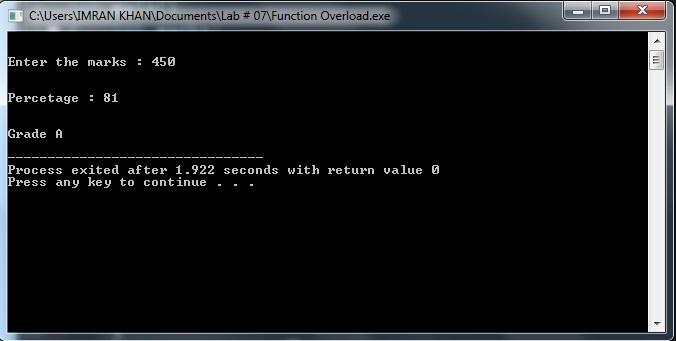 C:\Users\IMRAN KHAN\Documents\Lab # 07\Function Overload.exe
Enter the marks : 450
Percetage : 81
Grade A
--------------------------------
Process exited after 1.922 seconds with return value 0
Press any key to continue . . .